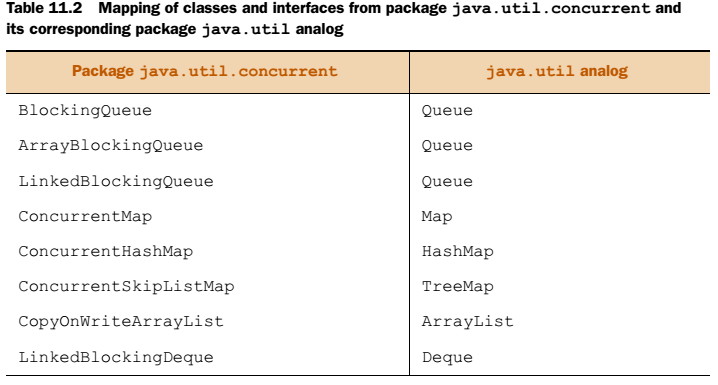 Table 11.2 Mapping of classes and interfaces from package java.util.concurrent and
its corresponding package java.util analog
Package java.util.concurrent java.util analog
BlockingQueue Queue
ArrayBlockingQueue Queue
LinkedBlockingQueue Queue
ConcurrentMap Map
ConcurrentHashMap HashMap
ConcurrentSkipListMap TreeMap
CopyOnWriteArrayList ArrayList
LinkedBlockingDeque Deque